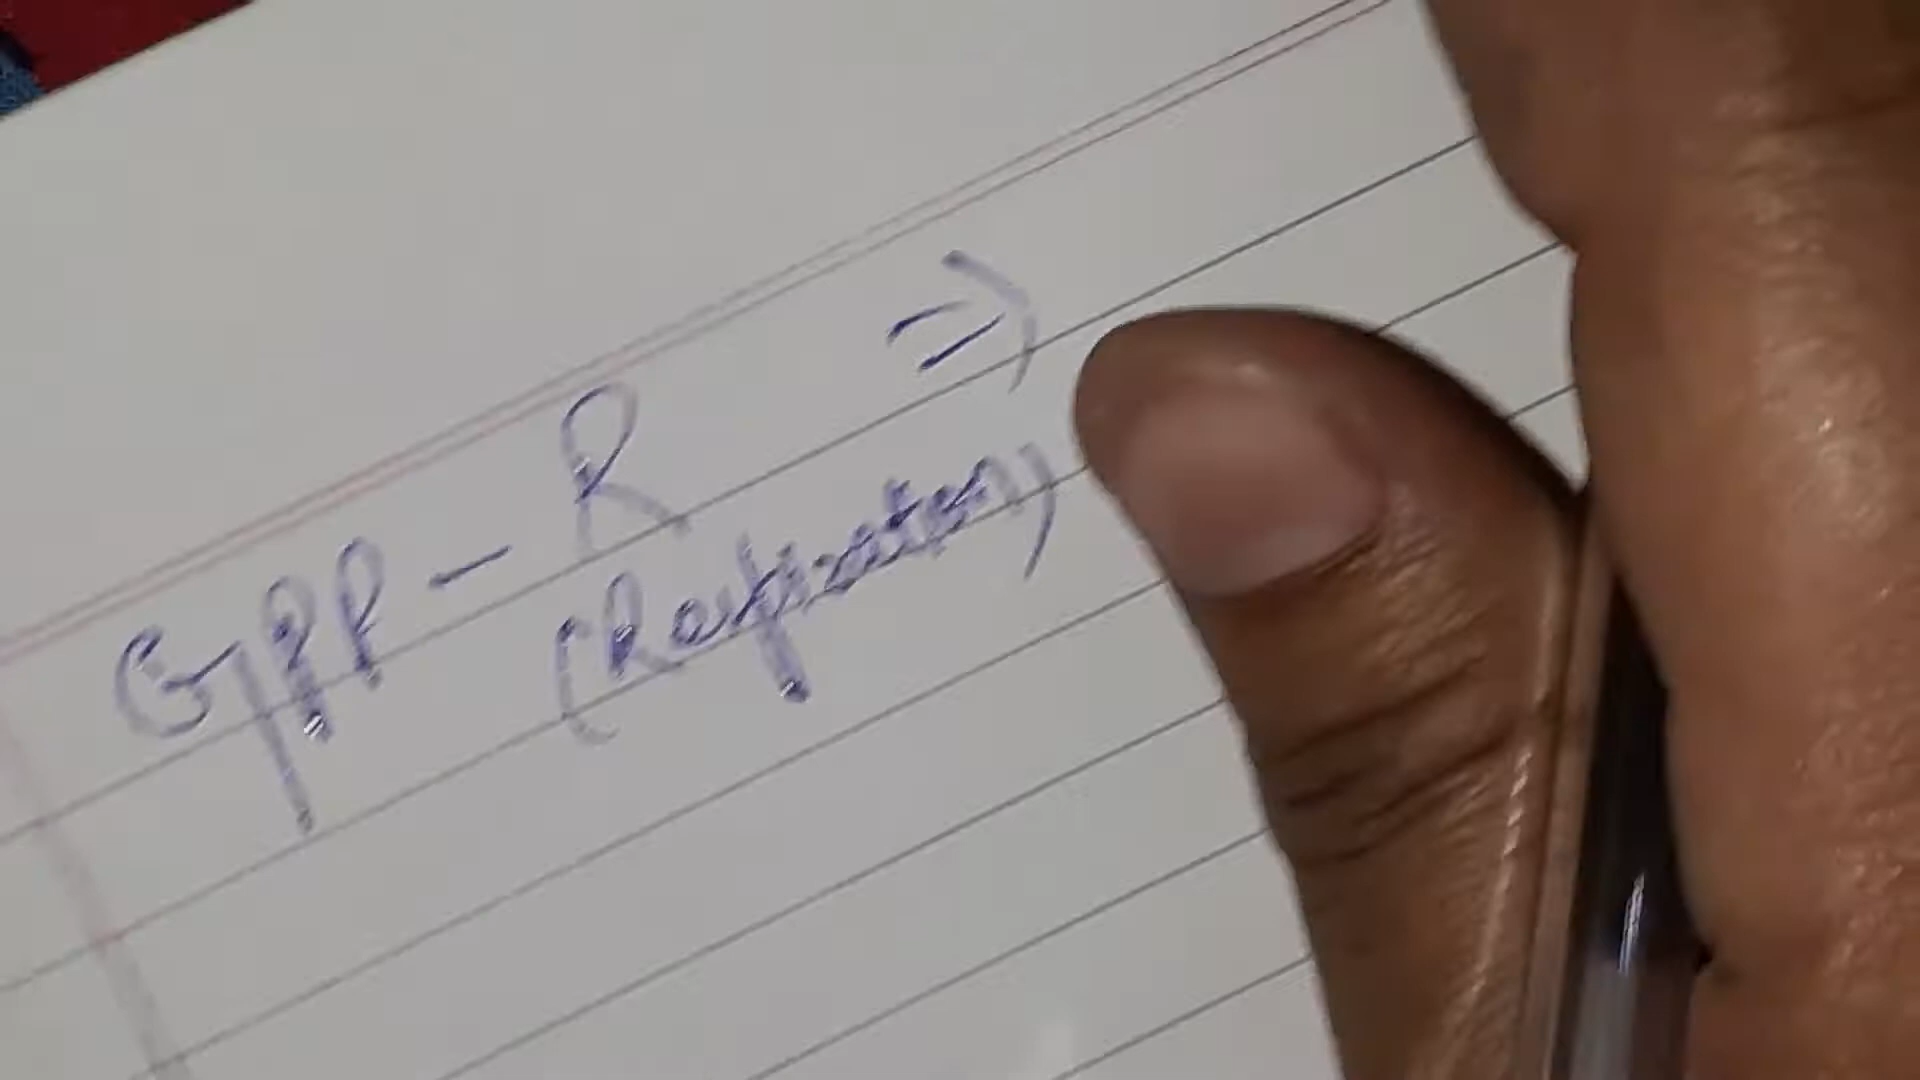 GPP - R =>
(Respiration)